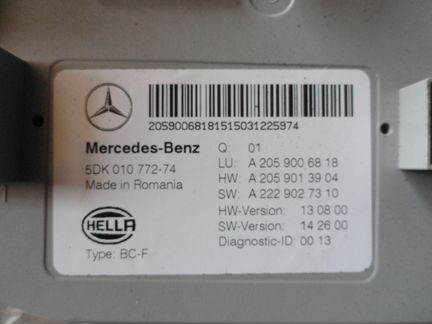 2059006818151503​1225974
Mercedes-Benz
5DK 010 772-74
Made in Romania
HELLA
Type: BC-F
Q: 01
LU: A 205 900 68 18
HW: A 205 901 39 04
SW: A 222 902 73 10
HW-Version: 13 08 00
SW-Version: 14 26 00
Diagnostic-ID: 00 13